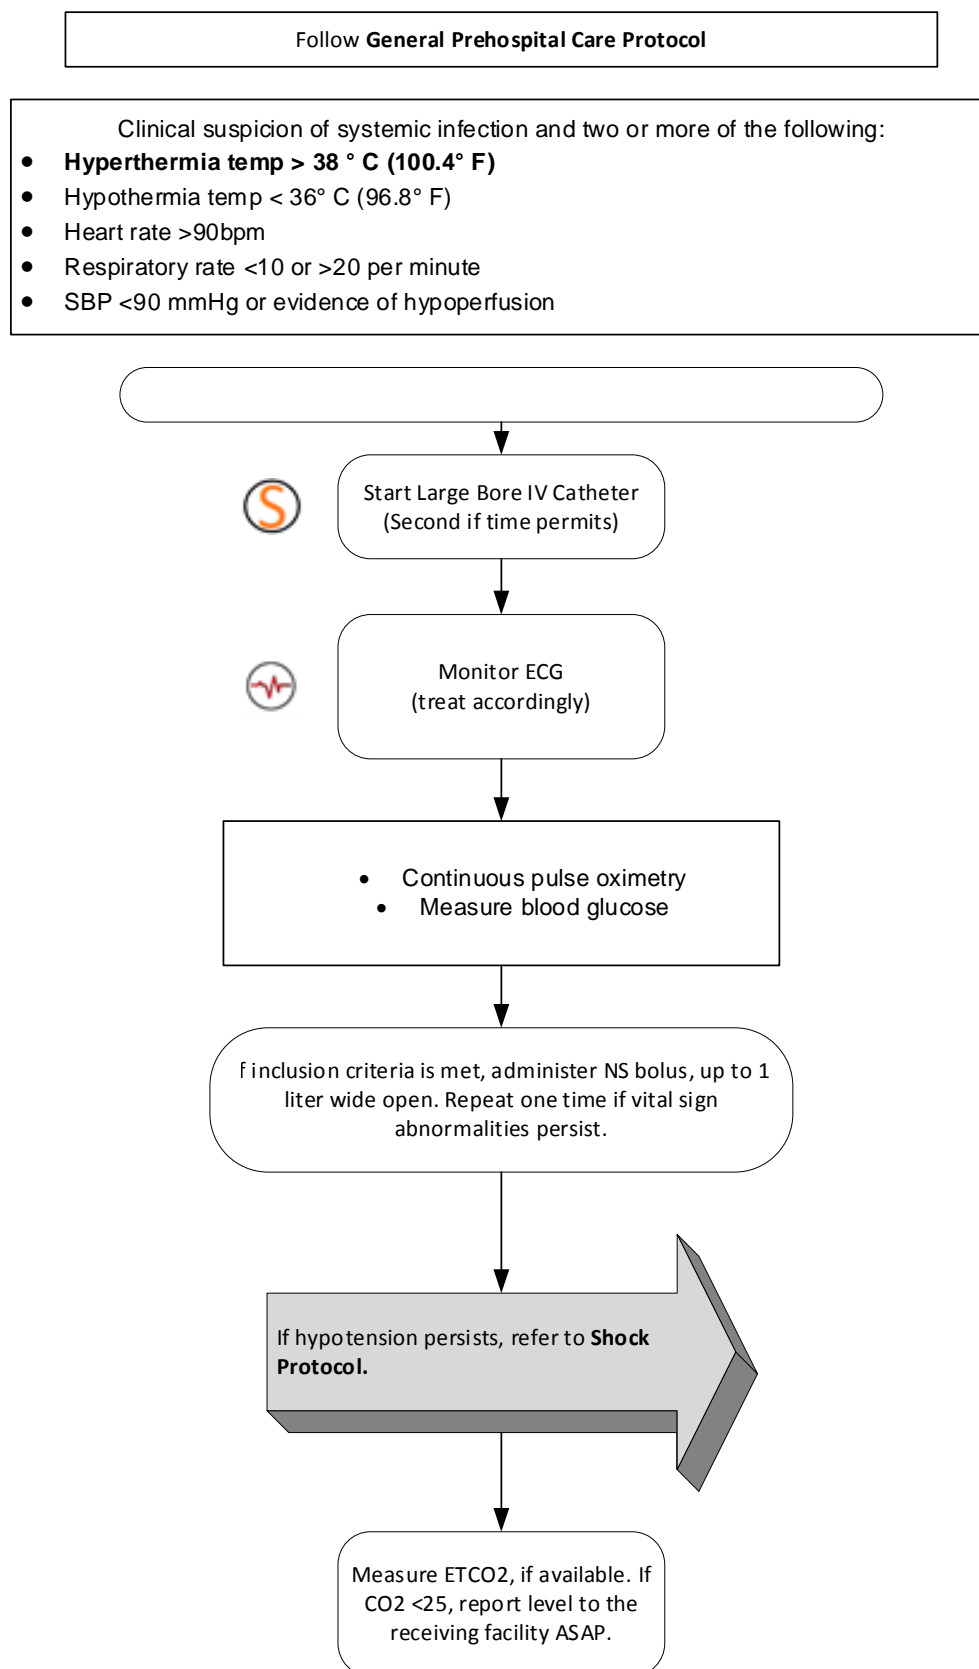 Follow General Prehospital Care Protocol
Clinical suspicion of systemic infection and two or more of the following:
• Hyperthermia temp > 38 ° C (100.4° F)
• Hypothermia temp < 36° C (96.8° F)
• Heart rate >90bpm
• Respiratory rate <10 or >20 per minute
• SBP <90 mmHg or evidence of hypoperfusion
S
Start Large Bore IV Catheter
(Second if time permits)
Monitor ECG
(treat accordingly)
• Continuous pulse oximetry
• Measure blood glucose
f inclusion criteria is met, administer NS bolus, up to 1
liter wide open. Repeat one time if vital sign
abnormalities persist.
If hypotension persists, refer to Shock
Protocol.
Measure ETCO2, if available. If
CO2 <25, report level to the
receiving facility ASAP.